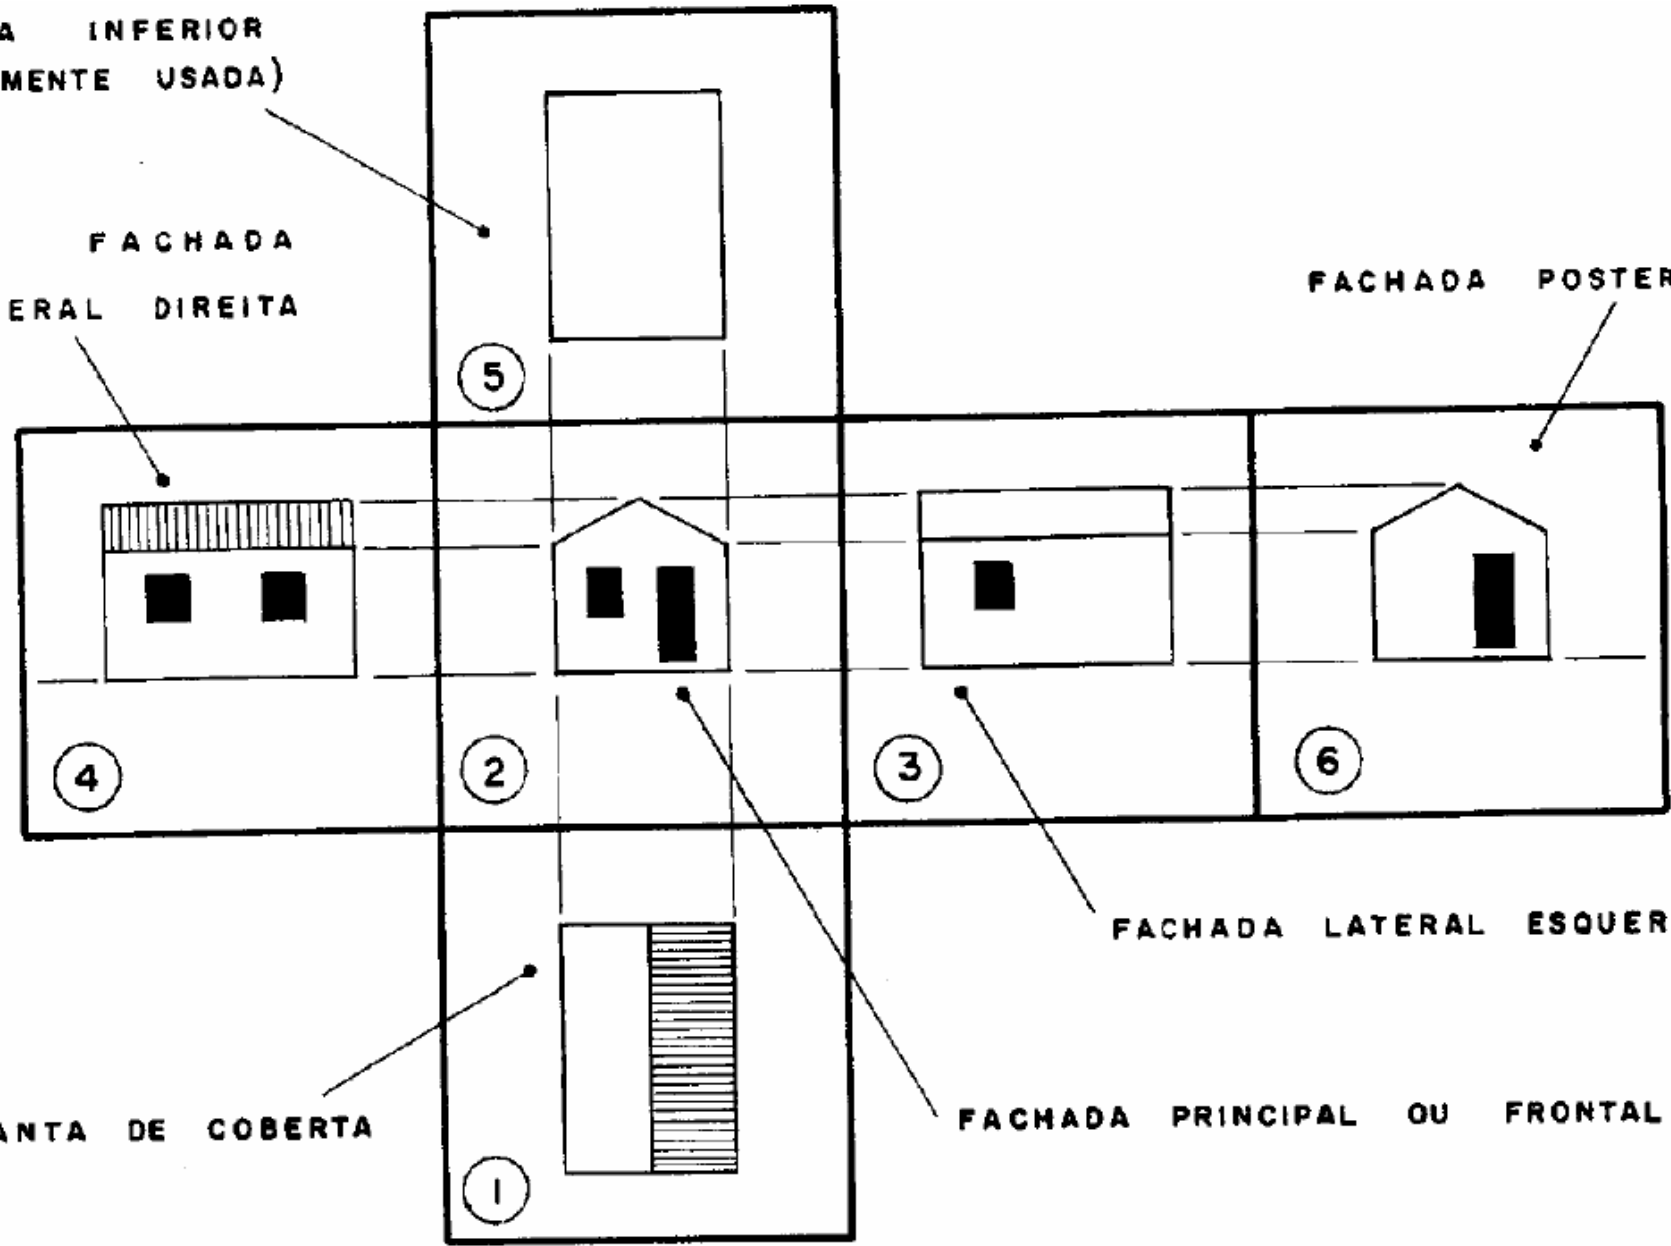 A INFERIOR
MENTE USADA)
FACHADA
ERAL DIREITA
FACHADA POSTER
5
4
2
3
6
FACHADA LATERAL ESQUER
ANTA DE COBERTA
FACHADA PRINCIPAL OU FRONTAL
1